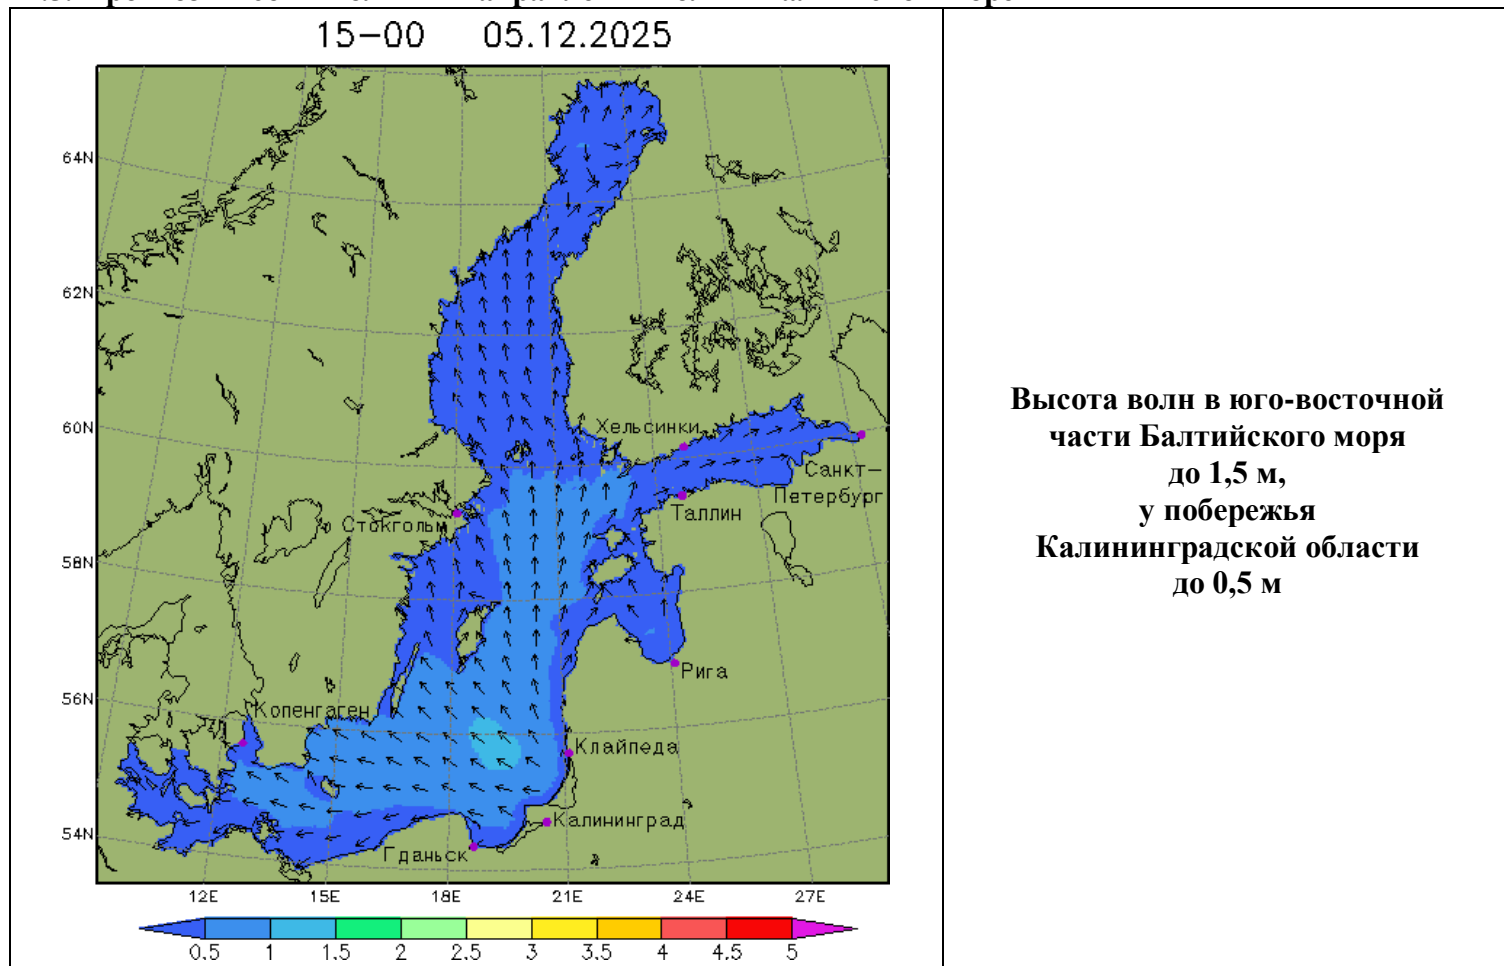 15-00 05.12.2025
64N
62N
60N
58N
56N
54N
Хельсинки
Санкт-
Петербург
Таллин
Стокгольм
Рига
Копенгаген
Клайпеда
Калининград
Гданьск
12E 15E 18E 21E 24E 27E
0.5 1 1.5 2 2.5 3 3.5 4 4.5 5
Высота волн в юго-восточной
части Балтийского моря
до 1,5 м,
у побережья
Калининградской области
до 0,5 м